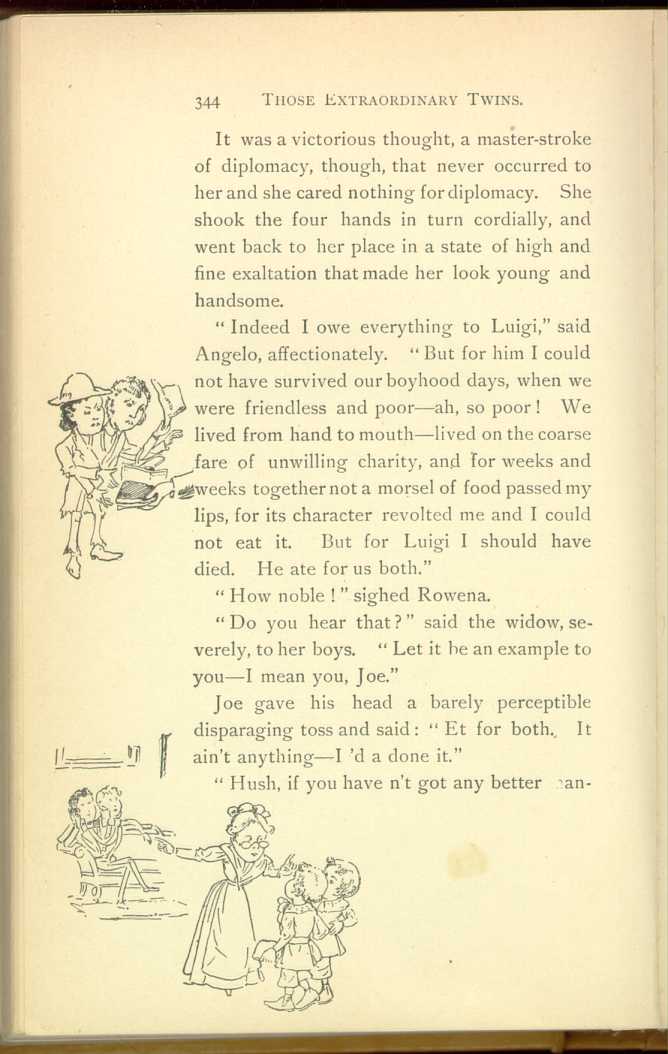 344 THOSE EXTRAORDINARY TWINS.
It was a victorious thought, a master-stroke
of diplomacy, though, that never occurred to
her and she cared nothing for diplomacy. She
shook the four hands in turn cordially, and
went back to her place in a state of high and
fine exaltation that made her look young and
handsome.
“ Indeed I owe everything to Luigi,” said
Angelo, affectionately. “ But for him I could
not have survived our boyhood days, when we
were friendless and poor—ah, so poor ! We
lived from hand to mouth—lived on the coarse
fare of unwilling charity, and for weeks and
weeks together not a morsel of food passed my
lips, for its character revolted me and I could
not eat it. But for Luigi I should have
died. He ate for us both.”
“ How noble ! ” sighed Rowena.
“ Do you hear that ? ” said the widow, se-
verely, to her boys. “ Let it be an example to
you—I mean you, Joe.”
Joe gave his head a barely perceptible
disparaging toss and said : “ Et for both. It
ain't anything—I 'd a done it.”
“ Hush, if you have n't got any better